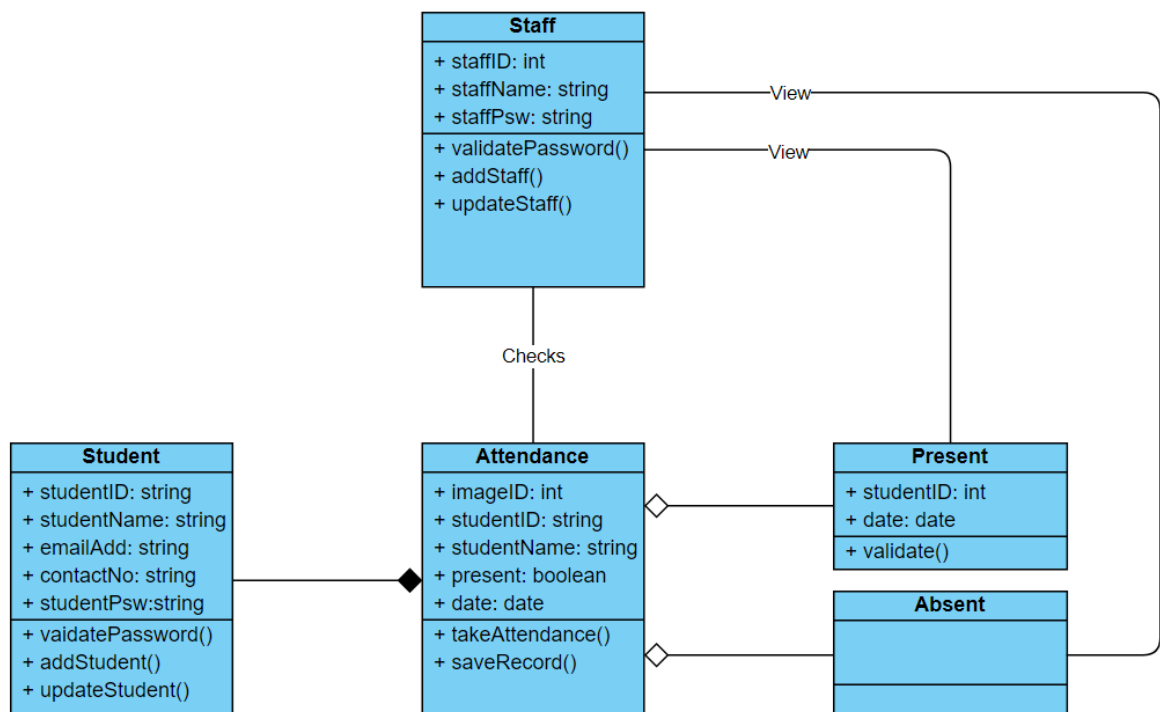 Staff
+ staffID: int
+ staffName: string
+ staffPsw: string
+ validatePassword()
+ addStaff()
+ updateStaff()
View
View
Checks
Student
+ studentID: string
+ studentName: string
+ emailAdd: string
+ contactNo: string
+ studentPsw:string
+ vaidatePassword()
+ addStudent()
+ updateStudent()
Attendance
+ imageID: int
+ studentID: string
+ studentName: string
+ present: boolean
+ date: date
+ takeAttendance()
+ saveRecord()
Present
+ studentID: int
+ date: date
+ validate()
Absent